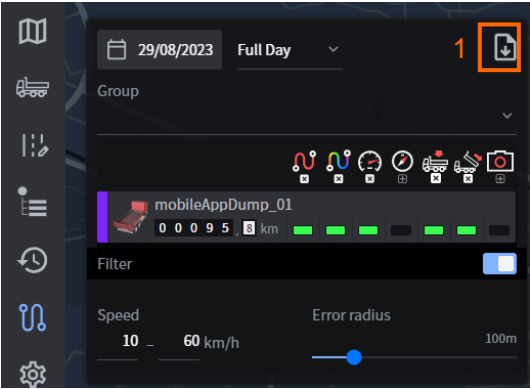 29/08/2023 Full Day 1
Group
mobileAppDump_01
0 0 0 9 5 . 8 km
Filter
Speed Error radius
10 – 60 km/h 100m